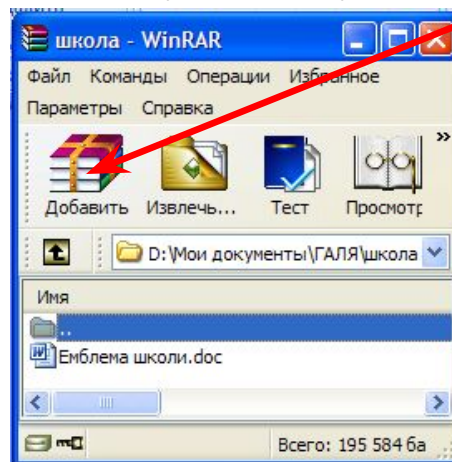 школа - WinRAR
Файл Команды Операции Избранное
Параметры Справка
Добавить Извлечь... Тест Просмотр
D:\Мои документы\ГАЛЯ\школа
Имя
..
Емблема школи.doc
Всего: 195 584 ба